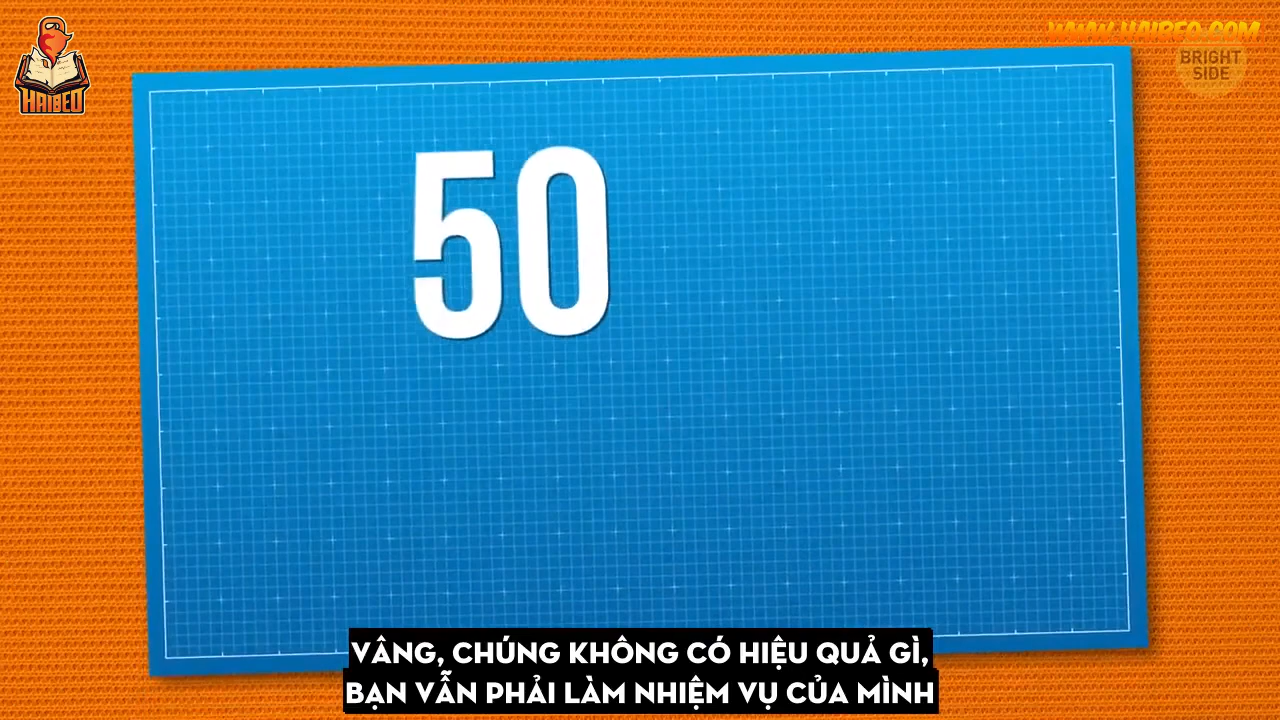 HAIBEO
WWW.HAIBEO.COM
BRIGHT
SIDE
50
VÂNG, CHÚNG KHÔNG CÓ HIỆU QUẢ GÌ,
BẠN VẪN PHẢI LÀM NHIỆM VỤ CỦA MÌNH